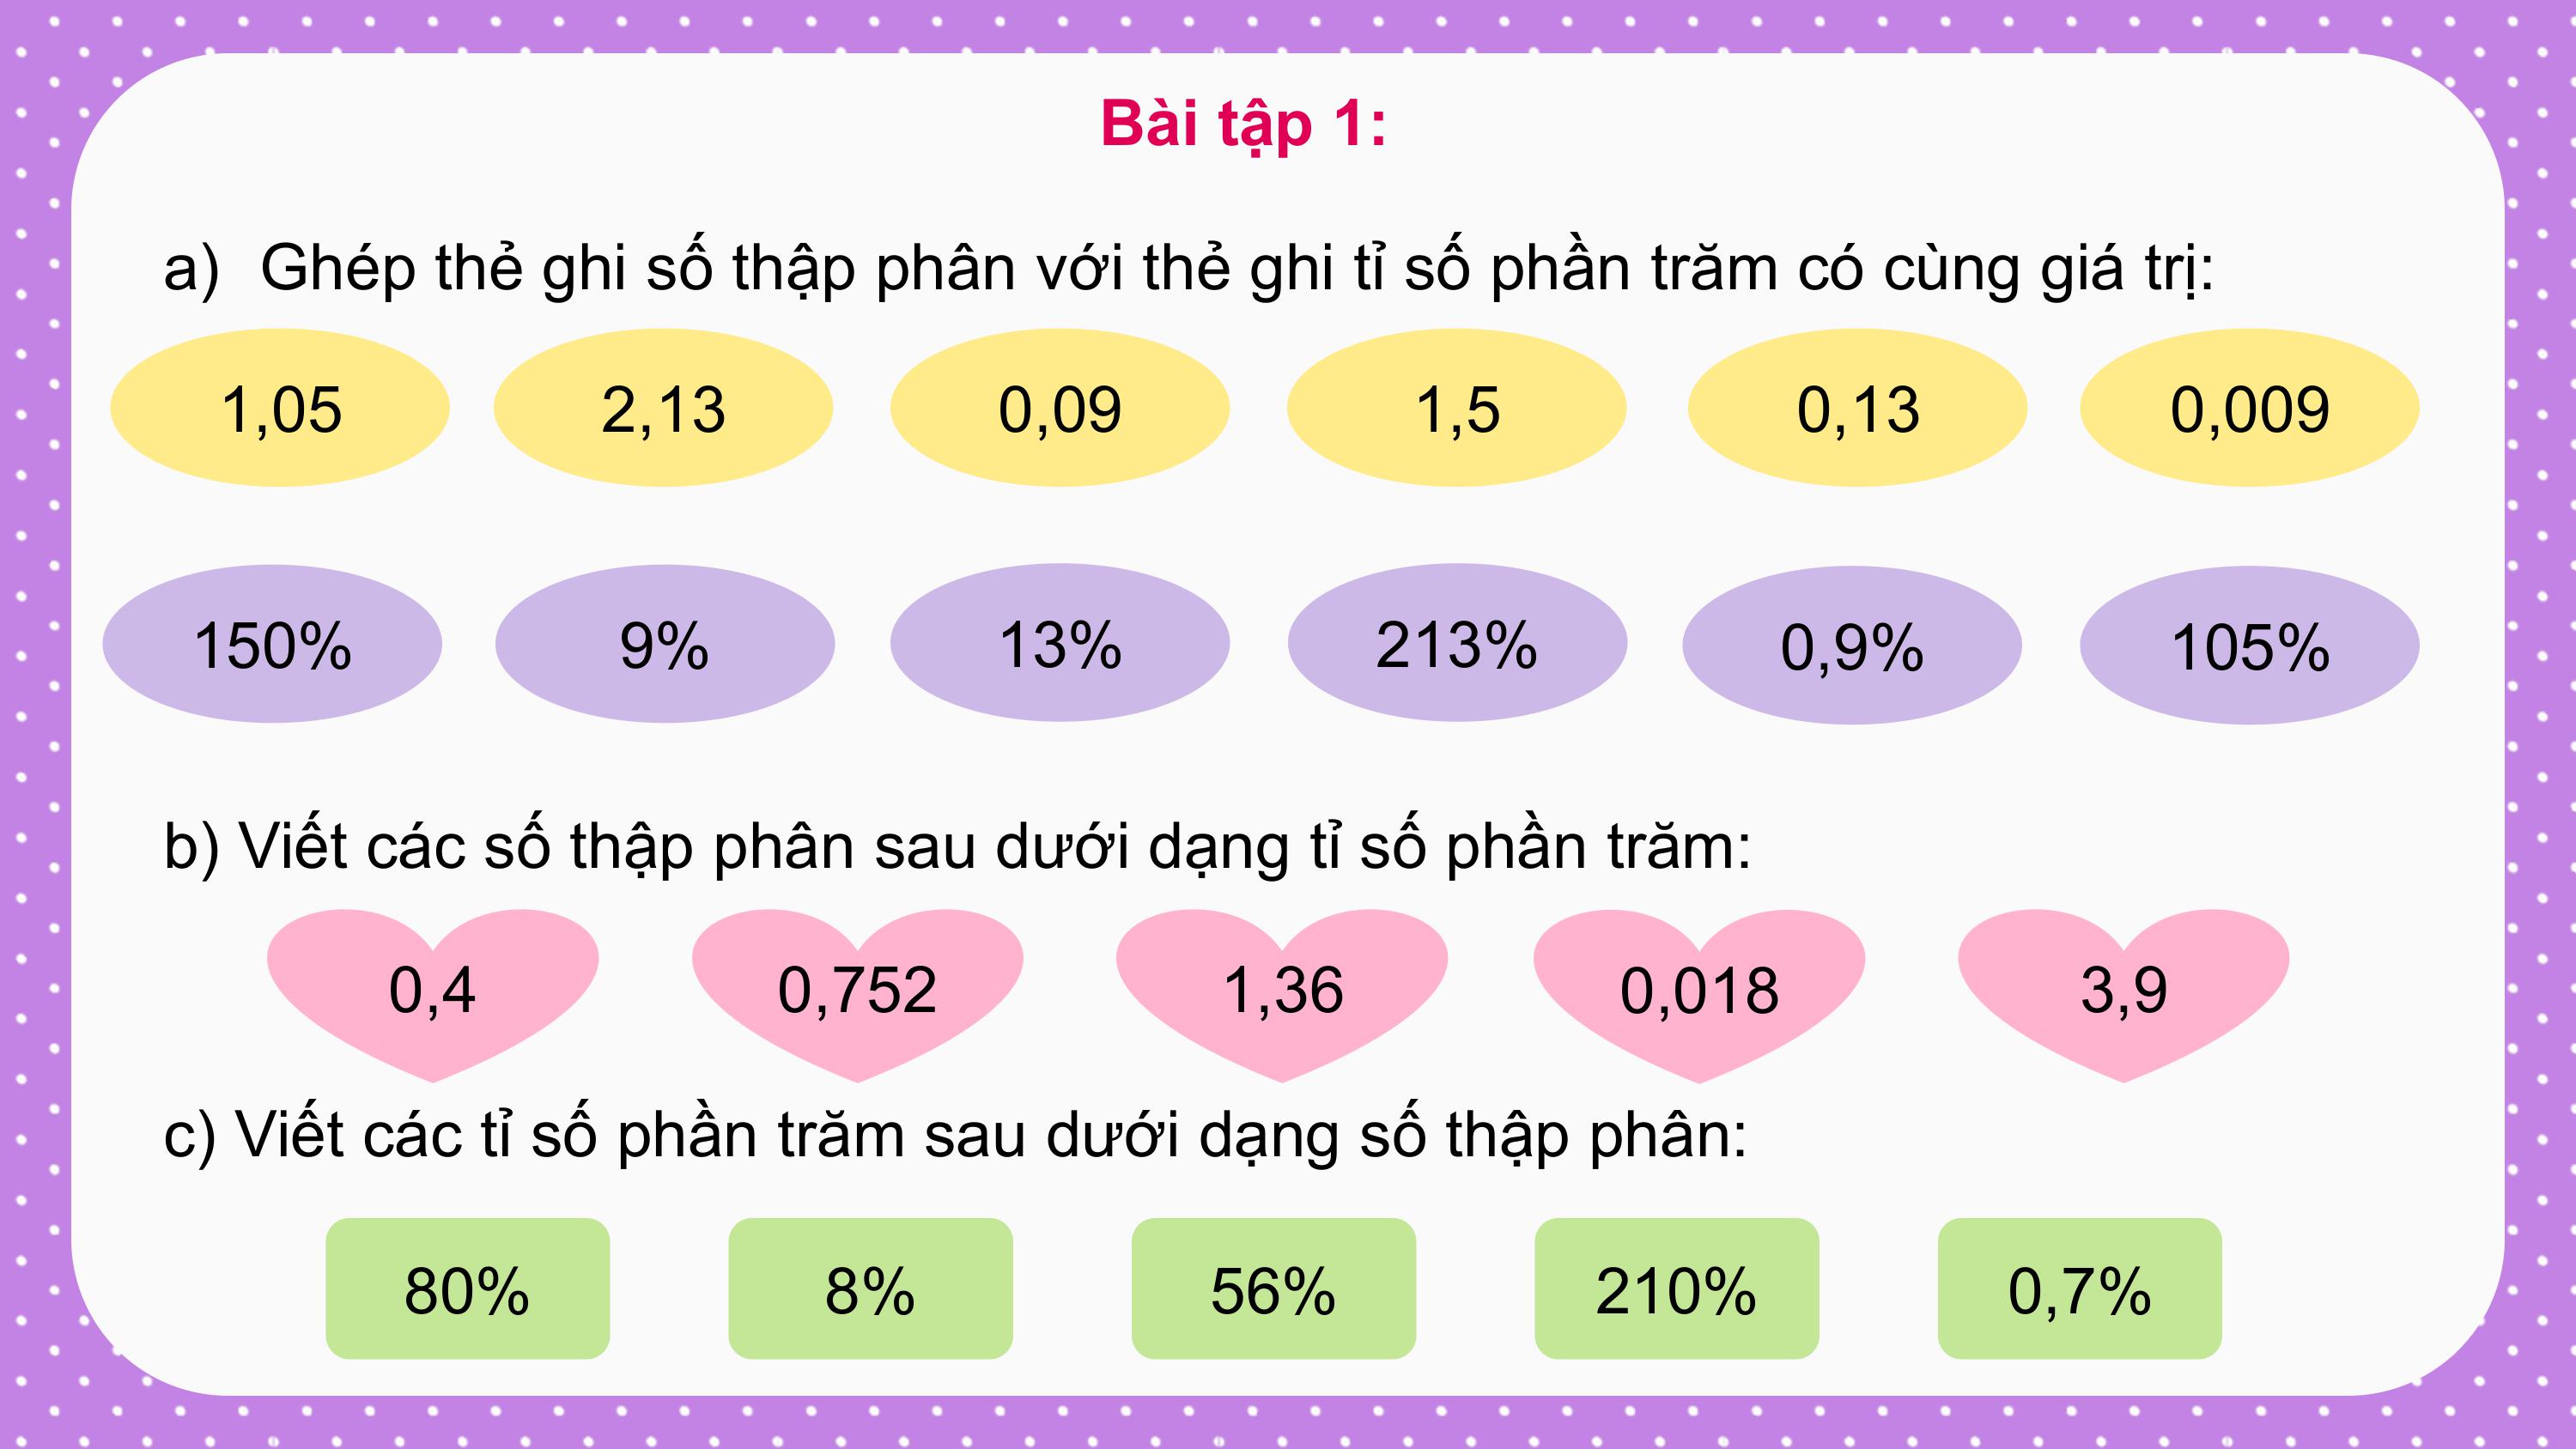 Bài tập 1:
a) Ghép thẻ ghi số thập phân với thẻ ghi tỉ số phần trăm có cùng giá trị:
1,05 2,13 0,09 1,5 0,13 0,009
150% 9% 13% 213% 0,9% 105%
b) Viết các số thập phân sau dưới dạng tỉ số phần trăm:
0,4 0,752 1,36 0,018 3,9
c) Viết các tỉ số phần trăm sau dưới dạng số thập phân:
80% 8% 56% 210% 0,7%